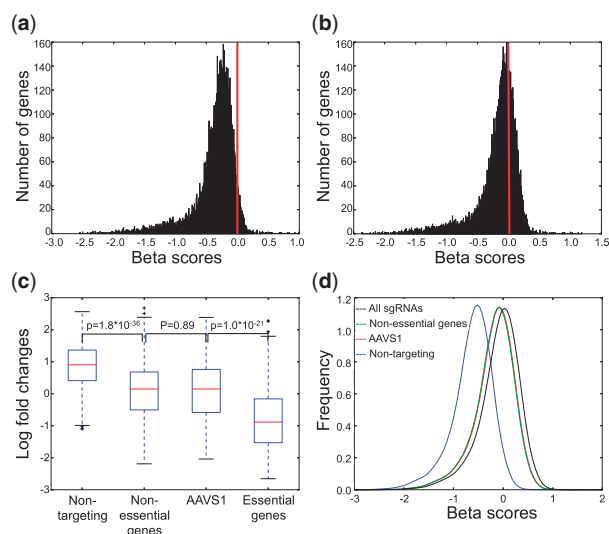 (a)
160
140
120
100
80
60
40
20
0
Number of genes
-3.0 -2.5 -2.0 -1.5 -1.0 -0.5 0.0 0.5 1.0
Beta scores
(b)
160
140
120
100
80
60
40
20
0
Number of genes
-2.5 -2.0 -1.5 -1.0 -0.5 0.0 0.5 1.0 1.5
Beta scores
(c)
3
2
1
0
-1
-2
-3
Log fold changes
p=1.8*10-36 P=0.89 p=1.0*10-21
Non-
targeting
Non-
essential
genes
AAVS1
Essential
genes
(d)
1.2
1.0
0.8
0.6
0.4
0.2
0.0
Frequency
All sgRNAs
Non-essential genes
AAVS1
Non-targeting
-3 -2 -1 0 1 2
Beta scores